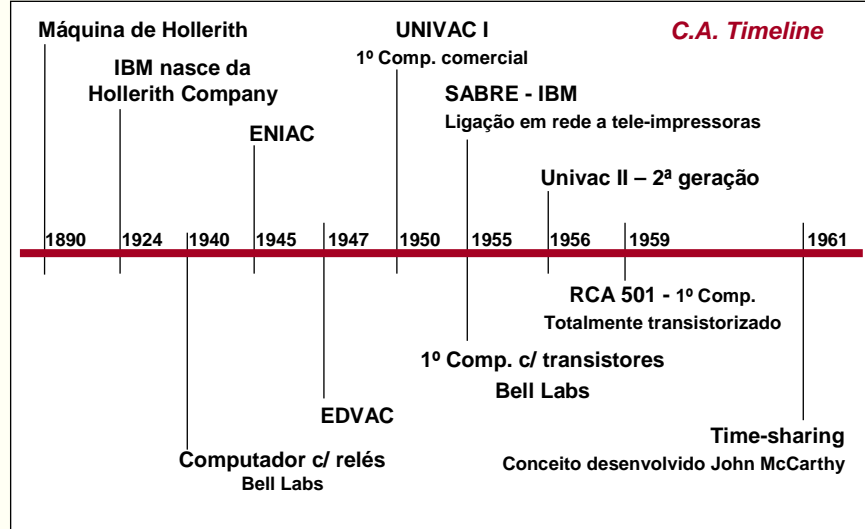 Máquina de Hollerith
UNIVAC I
C.A. Timeline
1º Comp. comercial
IBM nasce da
Hollerith Company
SABRE - IBM
Ligação em rede a tele-impressoras
ENIAC
Univac II – 2ª geração
1890 1924 1940 1945 1947 1950 1955 1956 1959 1961
RCA 501 - 1º Comp.
Totalmente transistorizado
1º Comp. c/ transistores
Bell Labs
EDVAC
Time-sharing
Conceito desenvolvido John McCarthy
Computador c/ relés
Bell Labs